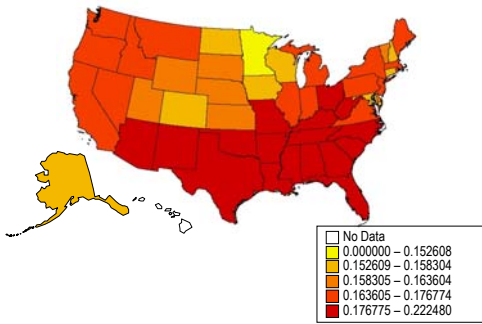 No Data
0.000000 – 0.152608
0.152609 – 0.158304
0.158305 – 0.163604
0.163605 – 0.176774
0.176775 – 0.222480